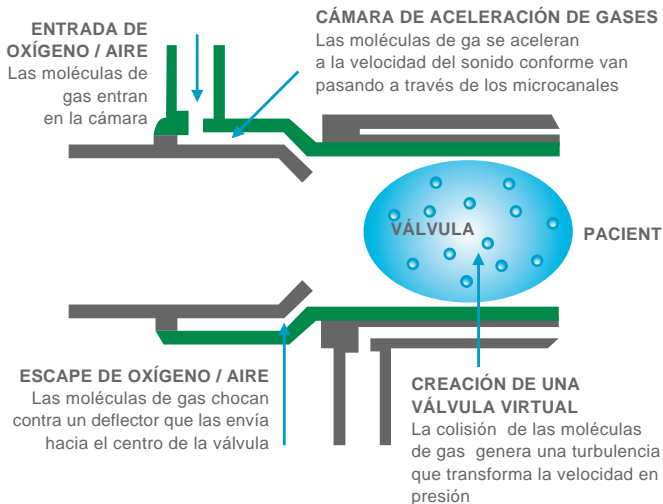 ENTRADA DE
OXÍGENO / AIRE
Las moléculas de
gas entran
en la cámara
CÁMARA DE ACELERACIÓN DE GASES
Las moléculas de ga se aceleran
a la velocidad del sonido conforme van
pasando a través de los microcanales
VÁLVULA
PACIENT
ESCAPE DE OXÍGENO / AIRE
Las moléculas de gas chocan
contra un deflector que las envía
hacia el centro de la válvula
CREACIÓN DE UNA
VÁLVULA VIRTUAL
La colisión de las moléculas
de gas genera una turbulencia
que transforma la velocidad en
presión